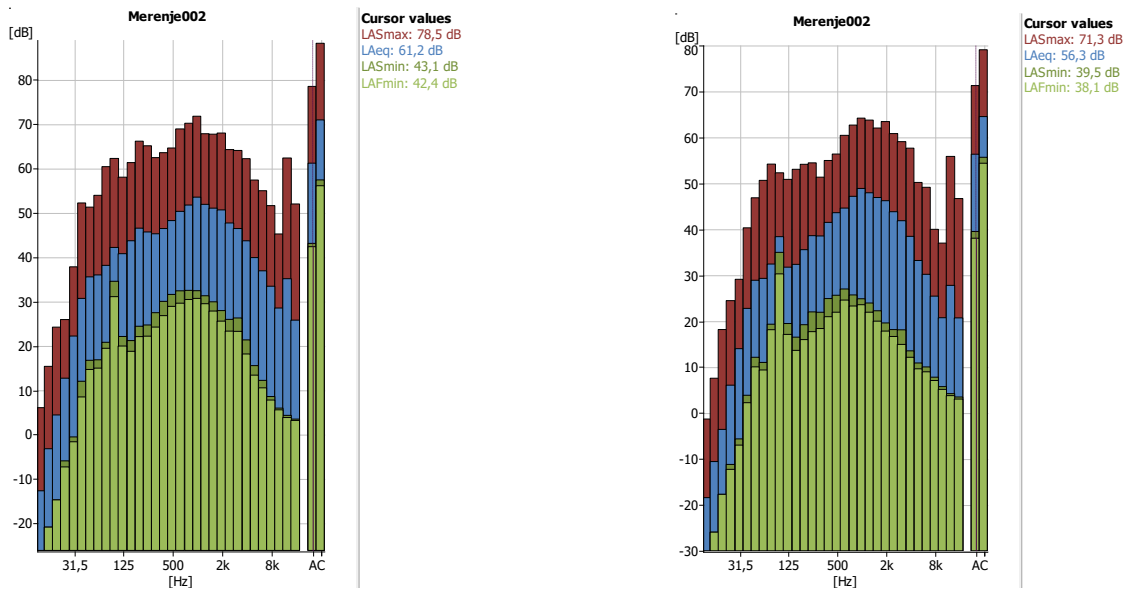 Merenje002
[dB]
80
70
60
50
40
30
20
10
0
-10
-20
31,5 125 500 2k 8k AC
[Hz]
Cursor values
LASmax: 78,5 dB
LAeq: 61,2 dB
LASmin: 43,1 dB
LAFmin: 42,4 dB
Merenje002
[dB]
80
70
60
50
40
30
20
10
0
-10
-20
-30
31,5 125 500 2k 8k AC
[Hz]
Cursor values
LASmax: 71,3 dB
LAeq: 56,3 dB
LASmin: 39,5 dB
LAFmin: 38,1 dB